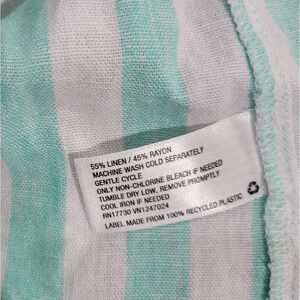 55% LINEN / 45% RAYON
MACHINE WASH COLD SEPARATELY
GENTLE CYCLE
ONLY NON-CHLORINE BLEACH IF NEEDED
TUMBLE DRY LOW, REMOVE PROMPTLY
COOL IRON IF NEEDED
RN17730 VN1247024
LABEL MADE FROM 100% RECYCLED PLASTIC